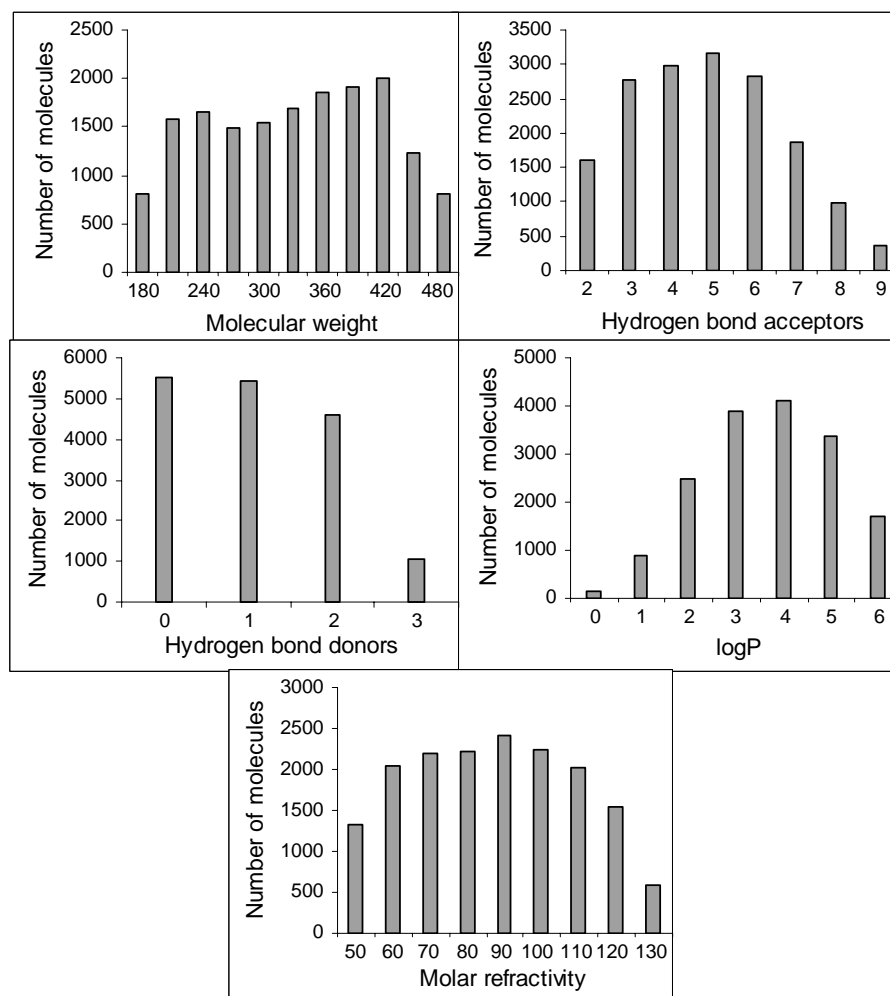 Number of molecules
2500
2000
1500
1000
500
0
180 240 300 360 420 480
Molecular weight
Number of molecules
3500
3000
2500
2000
1500
1000
500
0
2 3 4 5 6 7 8 9
Hydrogen bond acceptors
Number of molecules
6000
5000
4000
3000
2000
1000
0
0 1 2 3
Hydrogen bond donors
Number of molecules
5000
4000
3000
2000
1000
0
0 1 2 3 4 5 6
logP
Number of molecules
3000
2500
2000
1500
1000
500
0
50 60 70 80 90 100 110 120 130
Molar refractivity